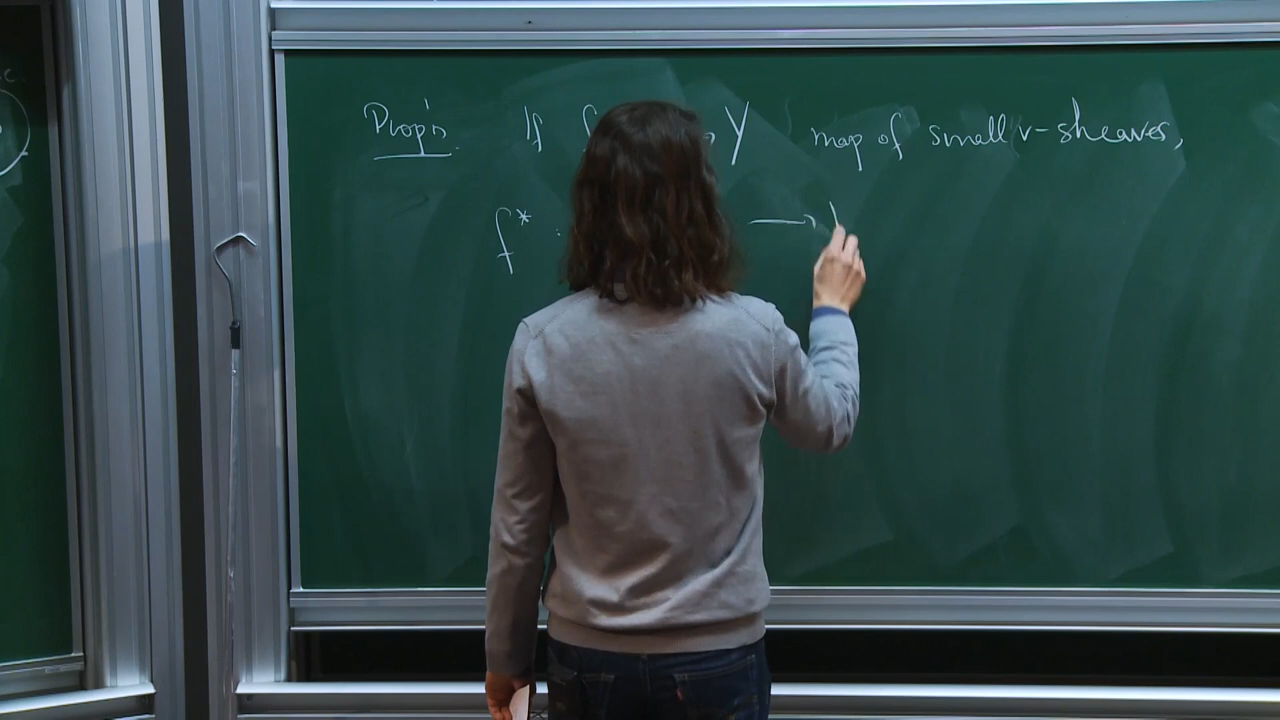 Prop'n. If f Y map of small v-sheaves,
f* : →